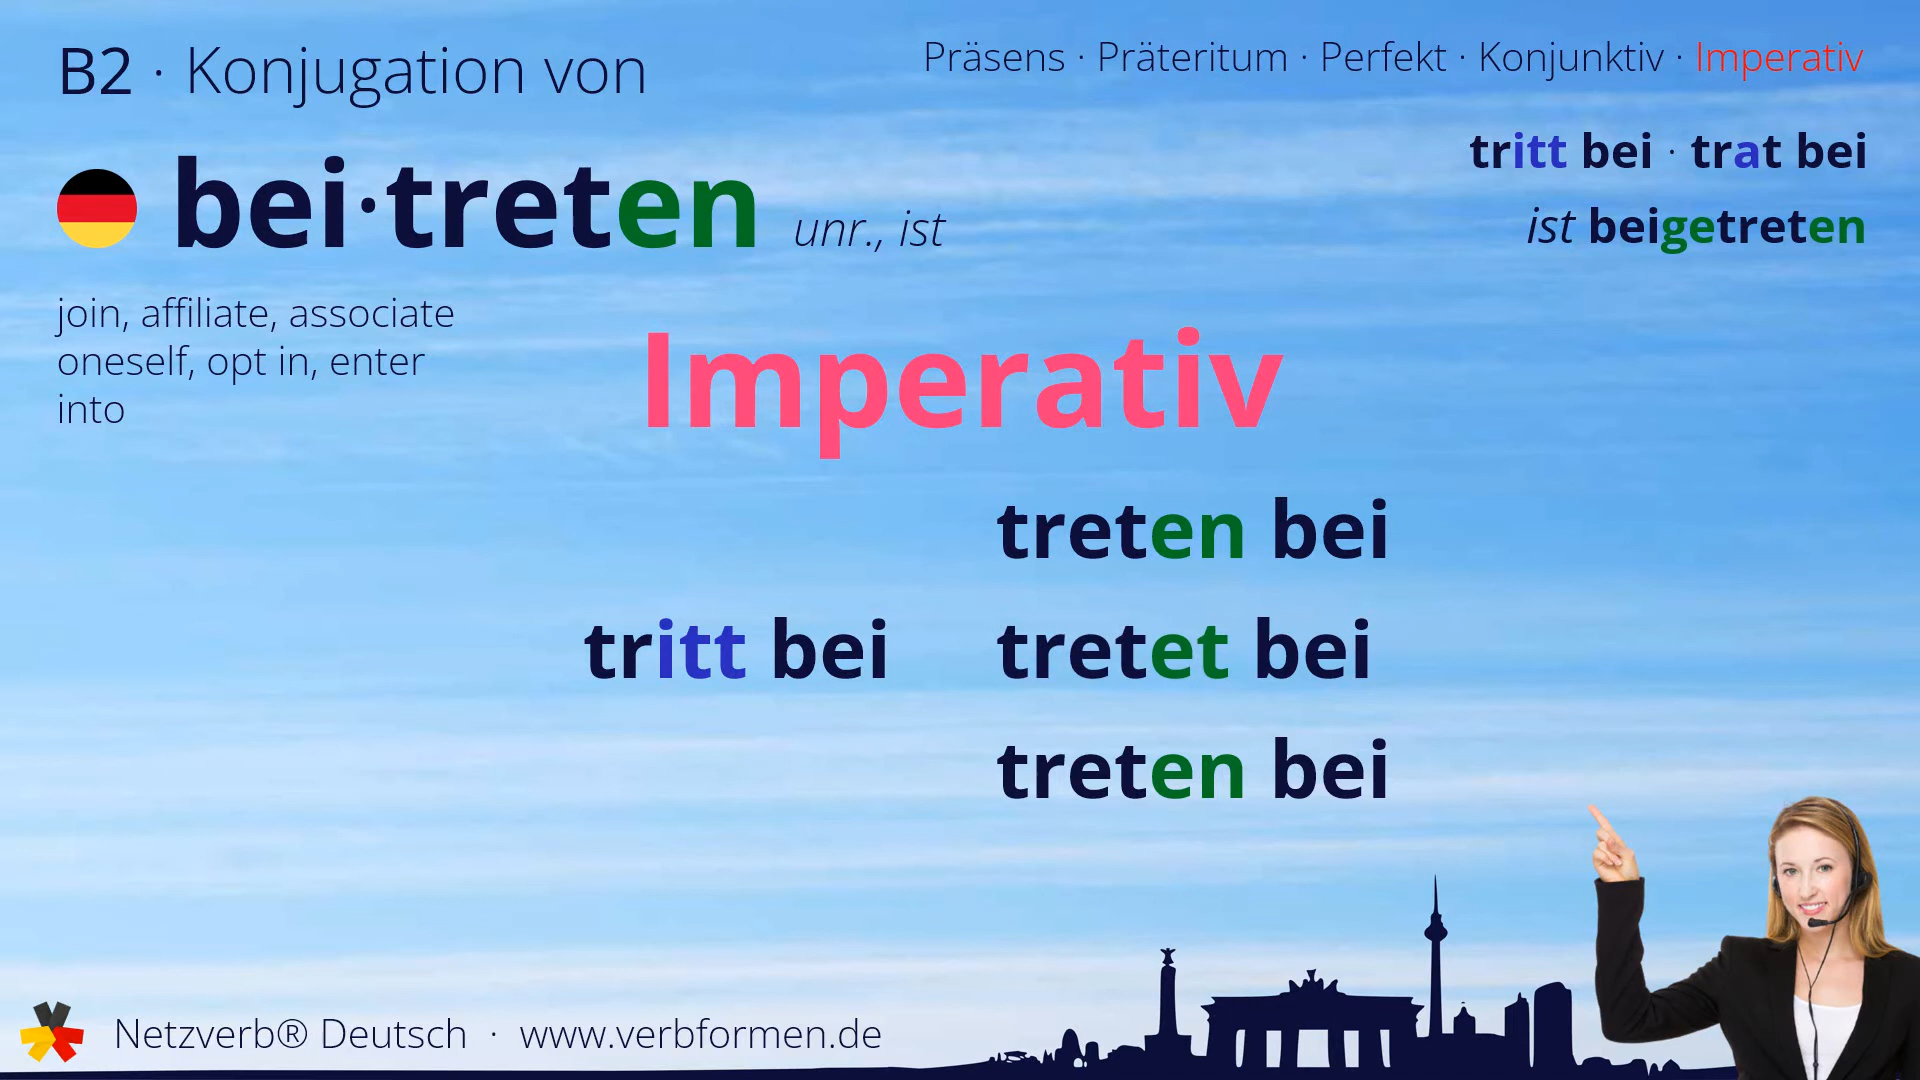 B2 · Konjugation von
Präsens · Präteritum · Perfekt · Konjunktiv · Imperativ
bei·treten unr., ist
tritt bei · trat bei
ist beigetreten
join, affiliate, associate
oneself, opt in, enter
into
Imperativ
treten bei
tritt bei tretet bei
treten bei
Netzverb® Deutsch · www.verbformen.de